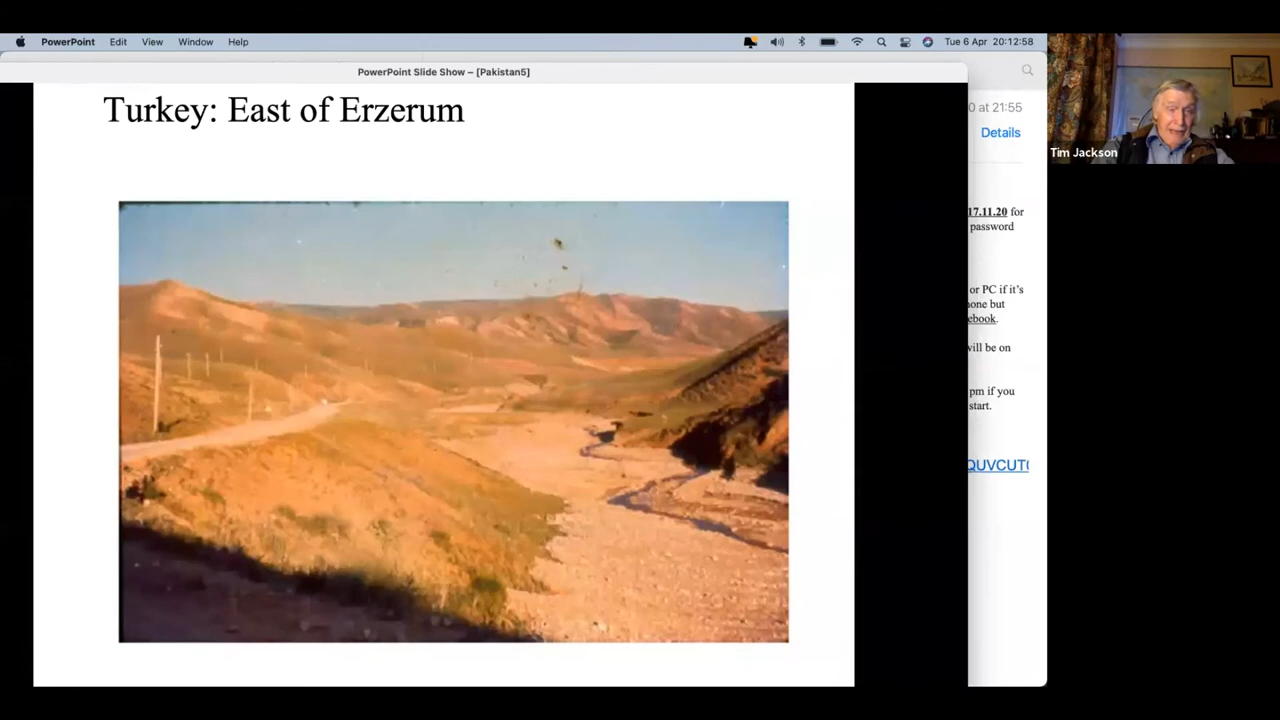 PowerPoint Edit View Window Help Tue 6 Apr 20:12:58
PowerPoint Slide Show – [Pakistan5]
Turkey: East of Erzerum
0 at 21:55
Details
Tim Jackson
17.11.20 for
password
or PC if it's
but
ebook.
will be on
pm if you
start.
QUVCUT